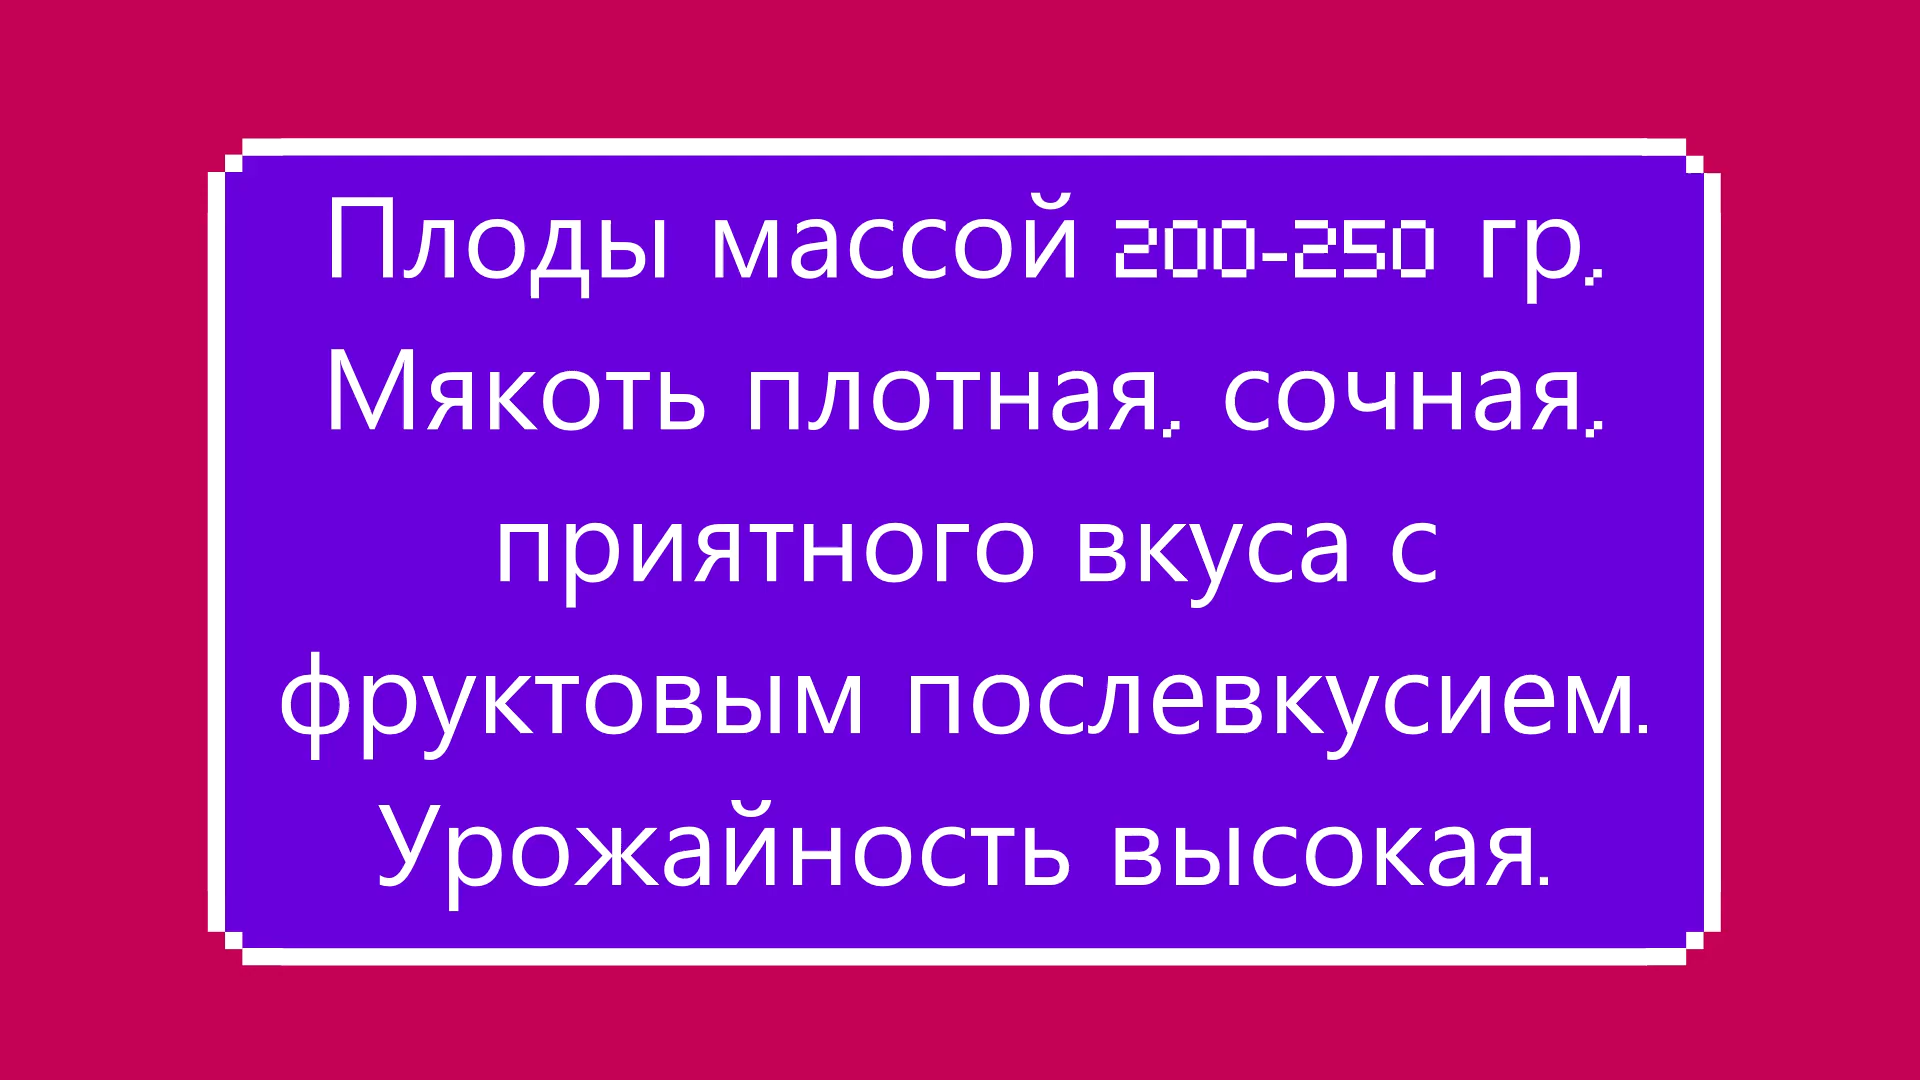 Плоды массой 200-250 гр,
Мякоть плотная, сочная,
приятного вкуса с
фруктовым послевкусием.
Урожайность высокая.